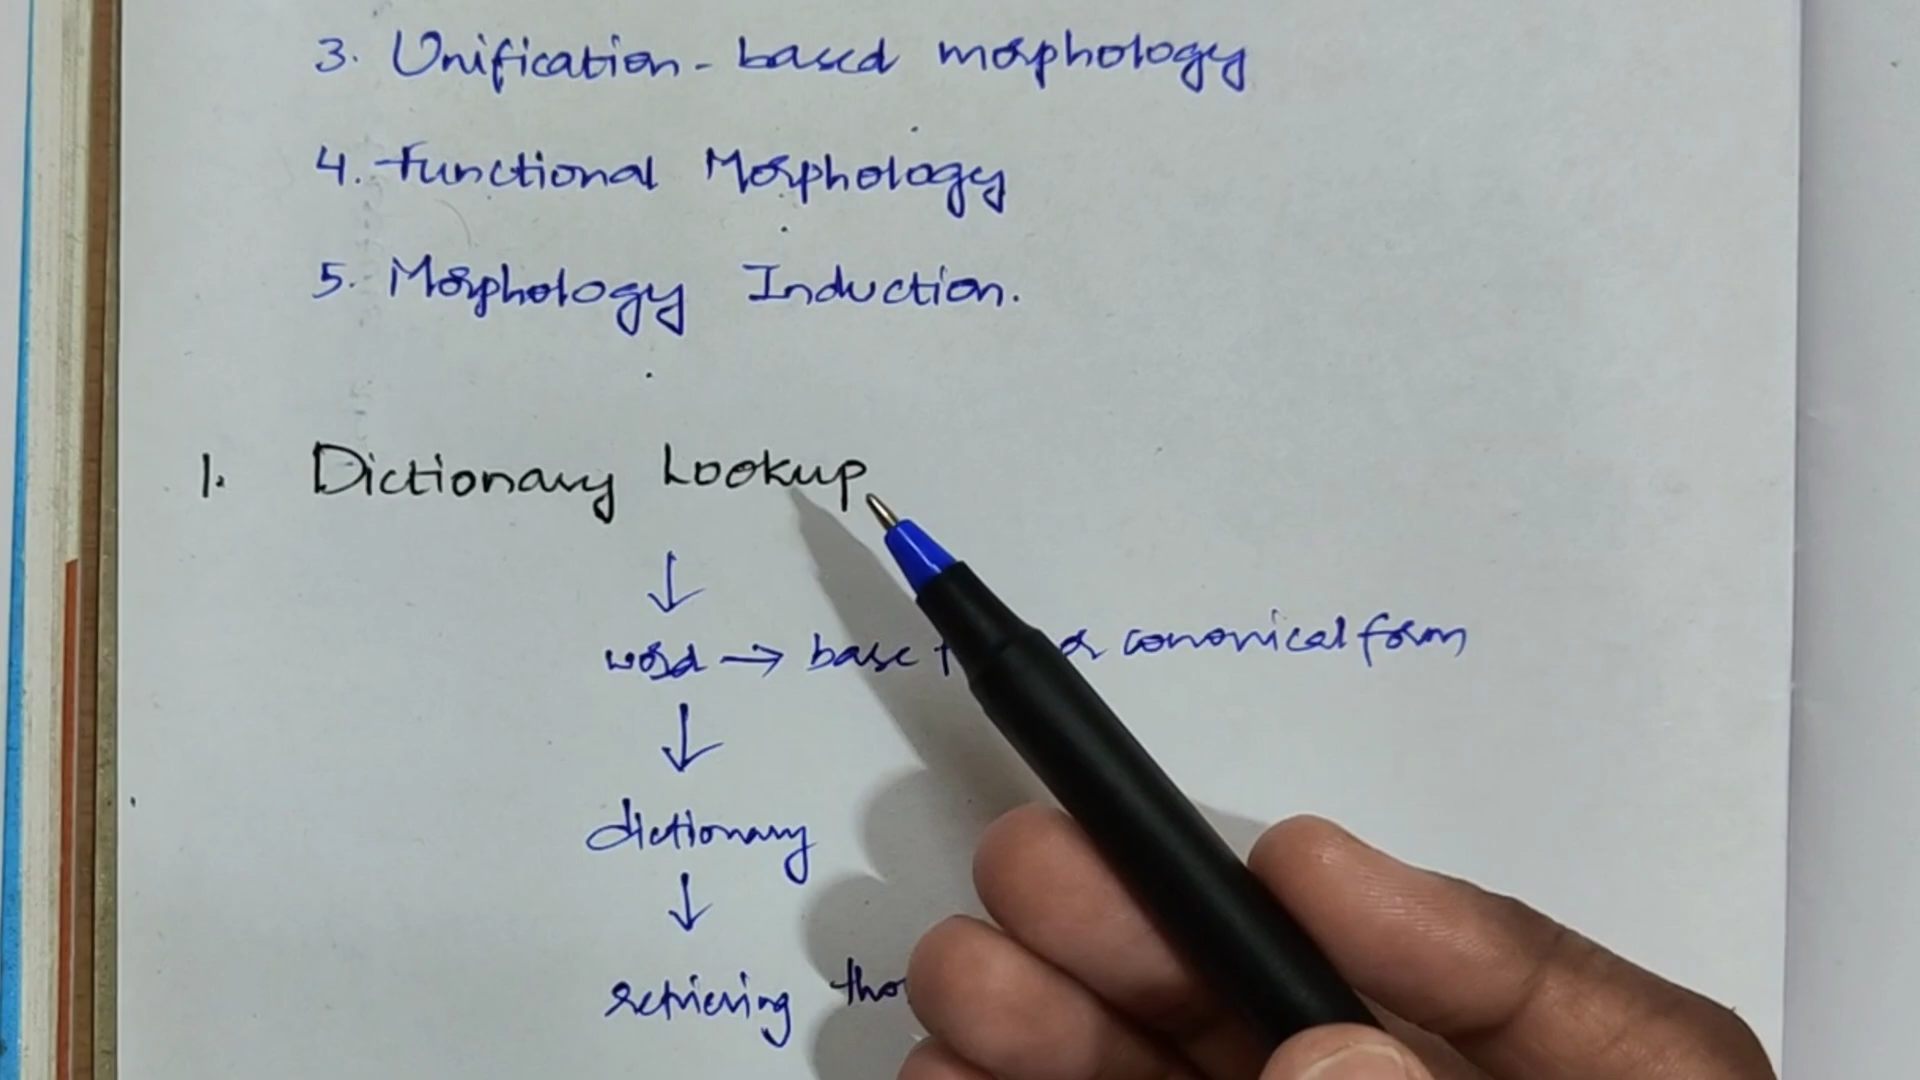 3. Unification-based morphology
4. Functional Morphology
5. Morphology Induction.
1. Dictionary Lookup
↓
word → base or canonical form
↓
dictionary
↓
retrieving